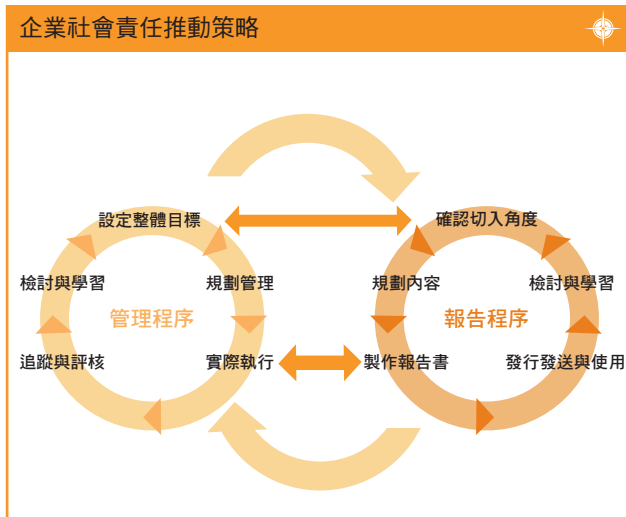 企業社會責任推動策略
設定整體目標
確認切入角度
檢討與學習
規劃管理
規劃內容
檢討與學習
管理程序
報告程序
追蹤與評核
實際執行
製作報告書
發行發送與使用